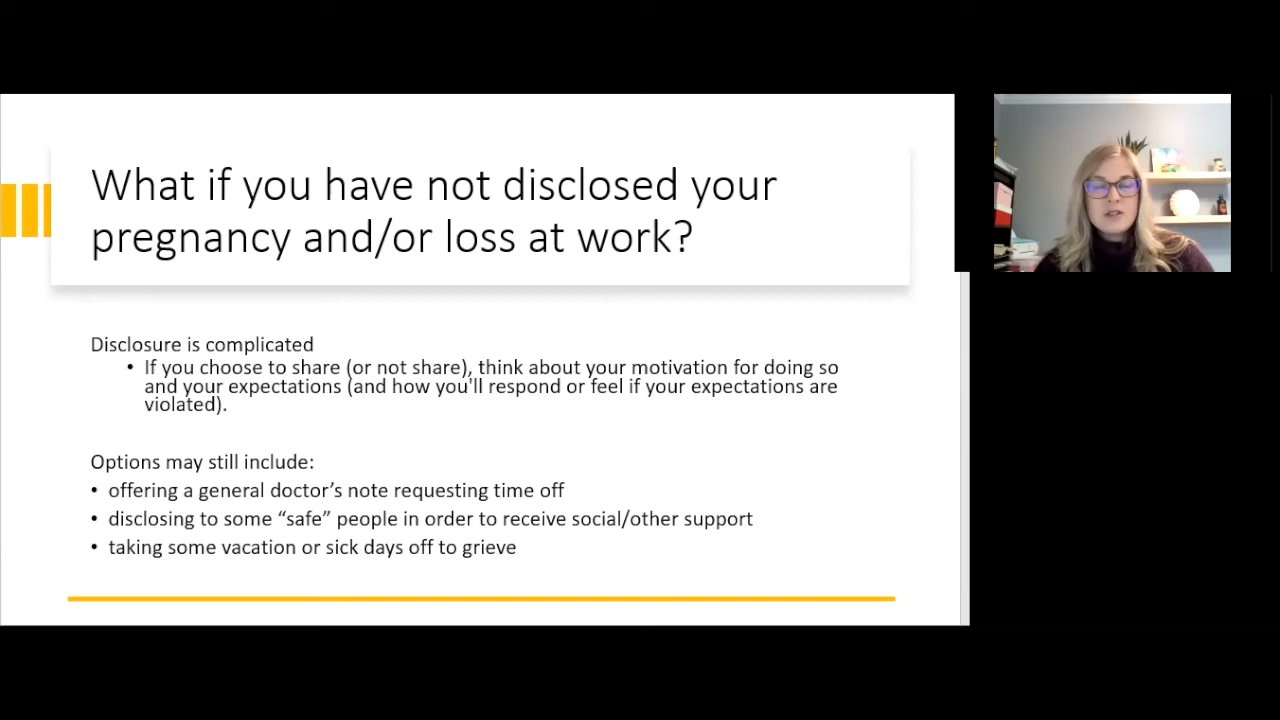 What if you have not disclosed your
pregnancy and/or loss at work?
Disclosure is complicated
• If you choose to share (or not share), think about your motivation for doing so
and your expectations (and how you'll respond or feel if your expectations are
violated).
Options may still include:
• offering a general doctor’s note requesting time off
• disclosing to some “safe” people in order to receive social/other support
• taking some vacation or sick days off to grieve